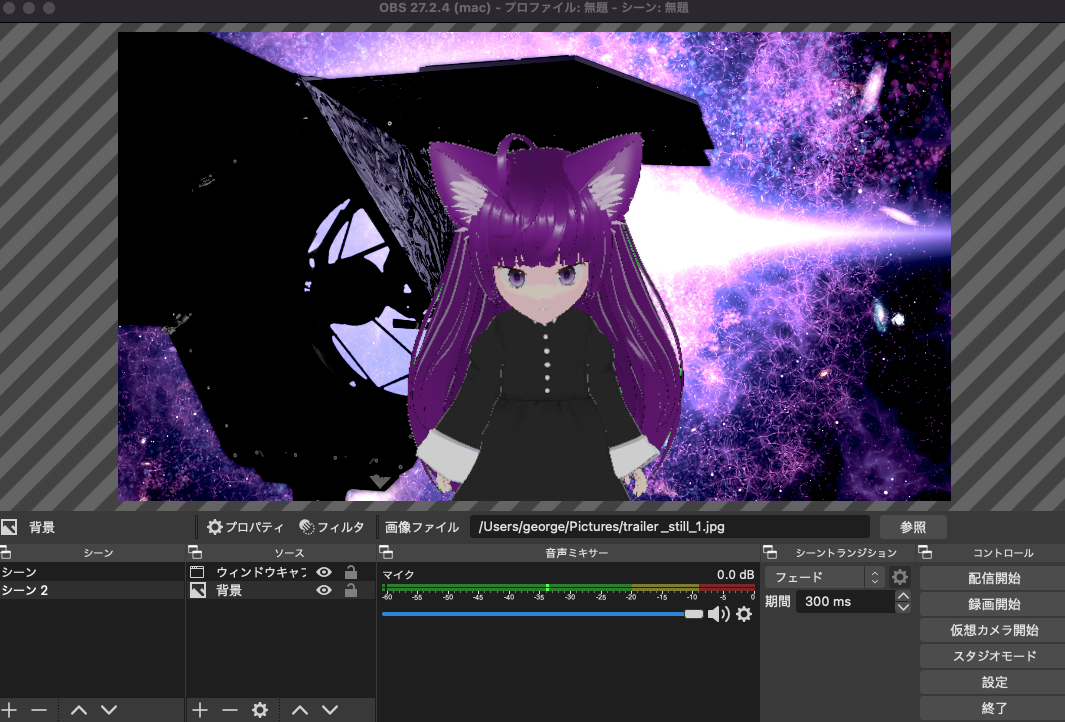 OBS 27.2.4 (mac) - プロファイル: 無題 - シーン: 無題
背景
プロパティ
フィルタ
画像ファイル
/Users/george/Pictures/trailer_still_1.jpg
参照
シーン
ソース
音声ミキサー
シーントランジション
コントロール
シーン
シーン 2
ウィンドウキャプ
背景
マイク
0.0 dB
-60 -55 -50 -45 -40 -35 -30 -25 -20 -15 -10 -5 0
フェード
期間
300 ms
配信開始
録画開始
仮想カメラ開始
スタジオモード
設定
終了